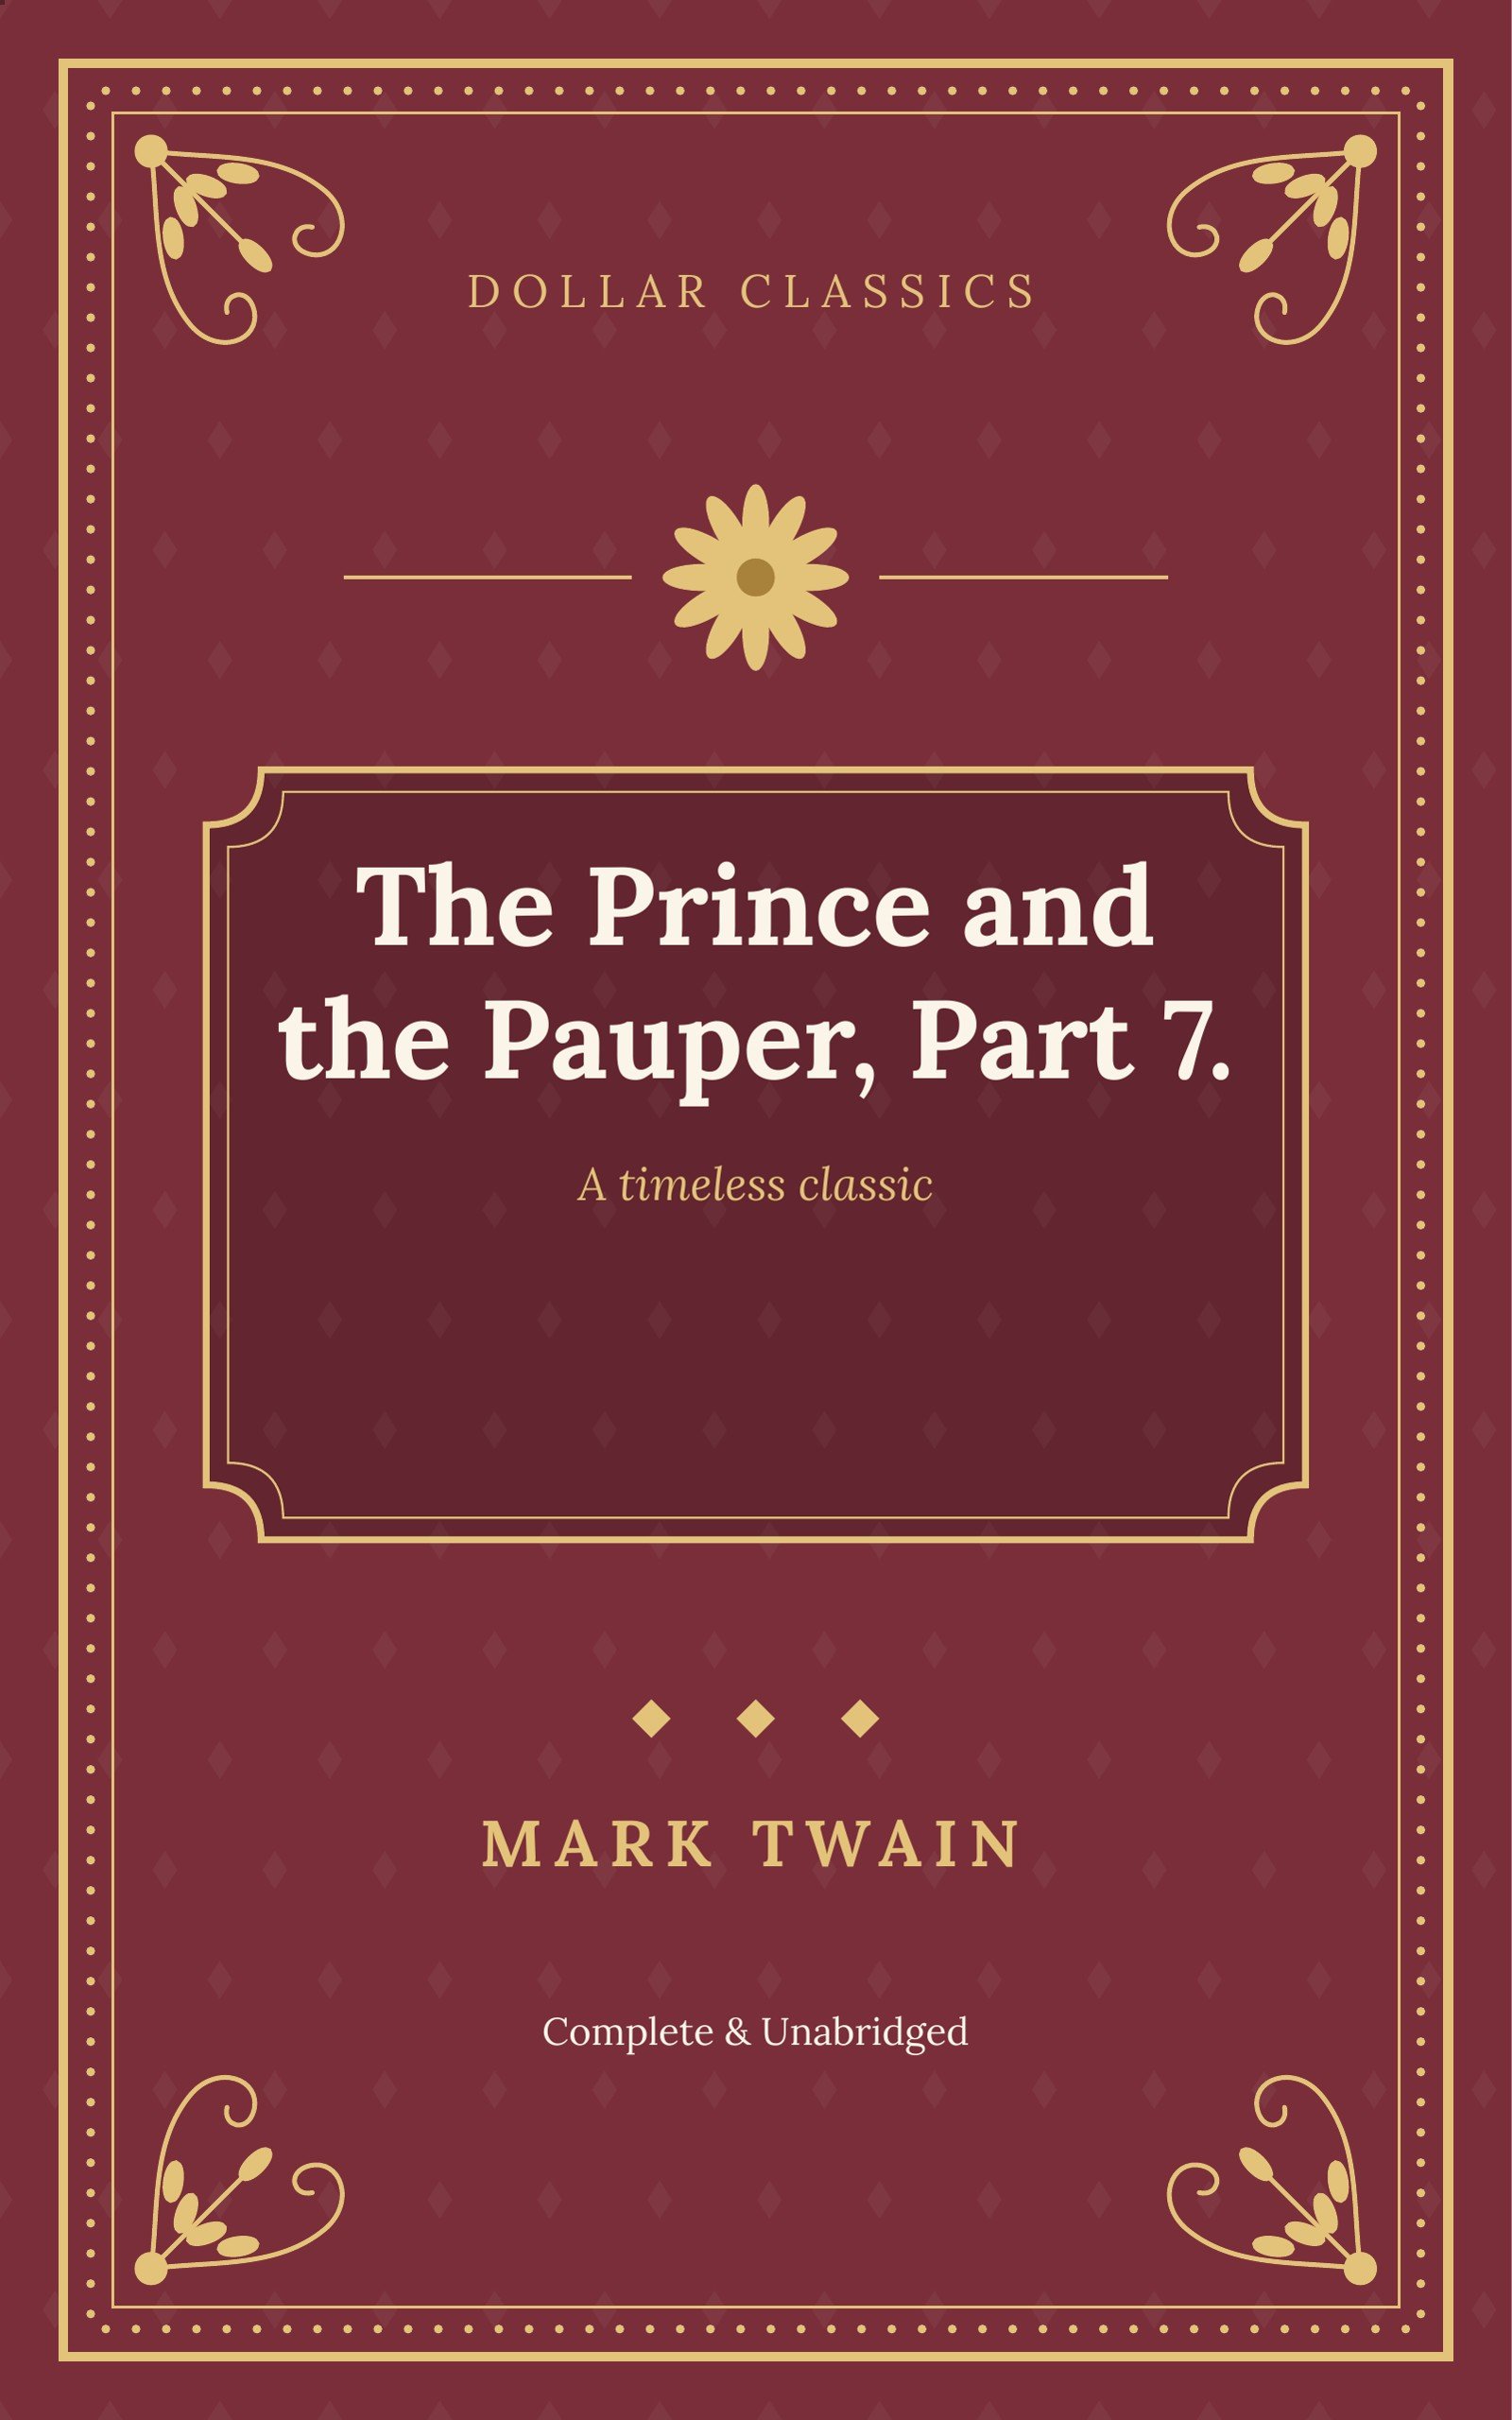 DOLLAR CLASSICS
The Prince and
the Pauper, Part 7.
A timeless classic
MARK TWAIN
Complete & Unabridged